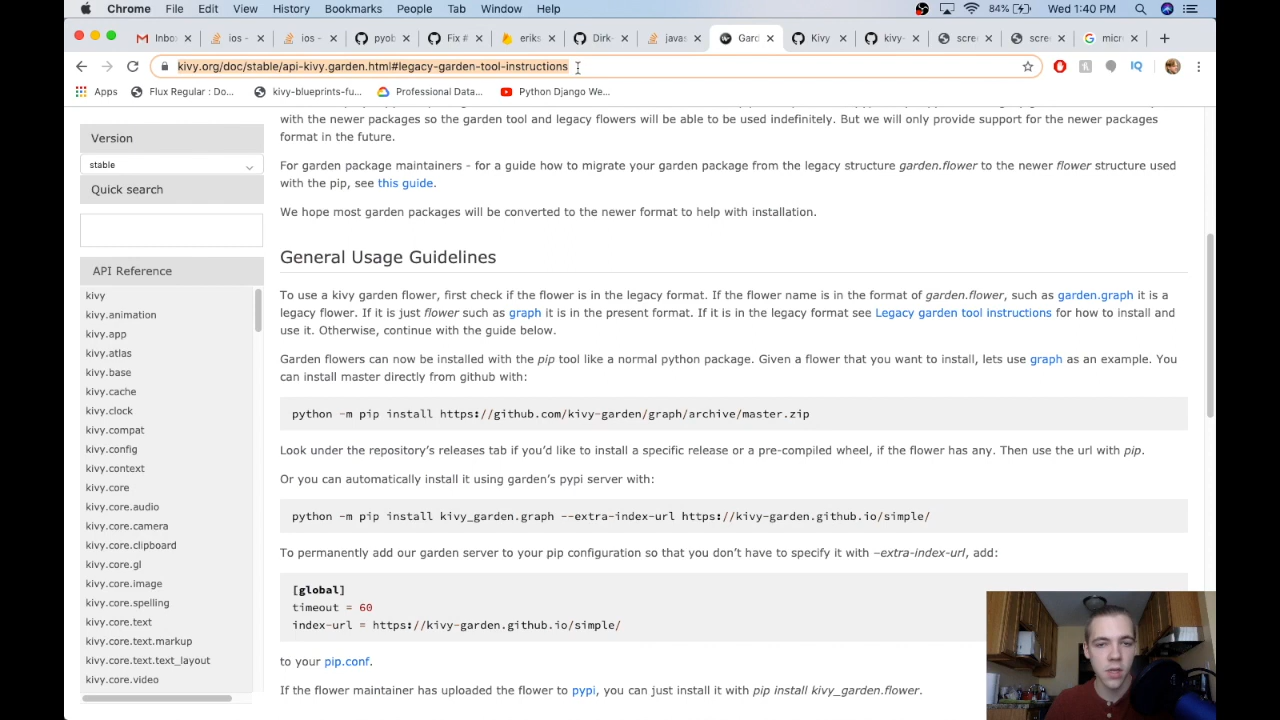 Chrome File Edit View History Bookmarks People Tab Window Help 84% Wed 1:40 PM
Inbo ios - ios - pyob Fix # eriks Dirk- javas Gard Kivy kivy- scre scre micr
kivy.org/doc/stable/api-kivy.garden.html#legacy-garden-tool-instructions IQ
Apps Flux Regular : Do... kivy-blueprints-fu... Professional Data... Python Django We...
Version
stable
Quick search
API Reference
kivy
kivy.animation
kivy.app
kivy.atlas
kivy.base
kivy.cache
kivy.clock
kivy.compat
kivy.config
kivy.context
kivy.core
kivy.core.audio
kivy.core.camera
kivy.core.clipboard
kivy.core.gl
kivy.core.image
kivy.core.spelling
kivy.core.text
kivy.core.text.markup
kivy.core.text.text_layout
kivy.core.video
with the newer packages so the garden tool and legacy flowers will be able to be used indefinitely. But we will only provide support for the newer packages
format in the future.
For garden package maintainers - for a guide how to migrate your garden package from the legacy structure garden.flower to the newer flower structure used
with the pip, see this guide.
We hope most garden packages will be converted to the newer format to help with installation.
General Usage Guidelines
To use a kivy garden flower, first check if the flower is in the legacy format. If the flower name is in the format of garden.flower, such as garden.graph it is a
legacy flower. If it is just flower such as graph it is in the present format. If it is in the legacy format see Legacy garden tool instructions for how to install and
use it. Otherwise, continue with the guide below.
Garden flowers can now be installed with the pip tool like a normal python package. Given a flower that you want to install, lets use graph as an example. You
can install master directly from github with:
python -m pip install https://github.com/kivy-garden/graph/archive/master.zip
Look under the repository's releases tab if you'd like to install a specific release or a pre-compiled wheel, if the flower has any. Then use the url with pip.
Or you can automatically install it using garden's pypi server with:
python -m pip install kivy_garden.graph --extra-index-url https://kivy-garden.github.io/simple/
To permanently add our garden server to your pip configuration so that you don't have to specify it with –extra-index-url, add:
[global]
timeout = 60
index-url = https://kivy-garden.github.io/simple/
to your pip.conf.
If the flower maintainer has uploaded the flower to pypi, you can just install it with pip install kivy_garden.flower.